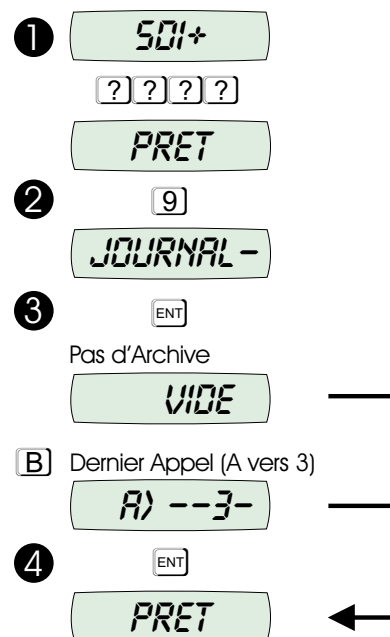 1 SDI+
? ? ? ?
PRET
2 9
JOURNAL-
3 ENT
Pas d'Archive
VIDE
B Dernier Appel (A vers 3)
A) --3-
4 ENT
PRET